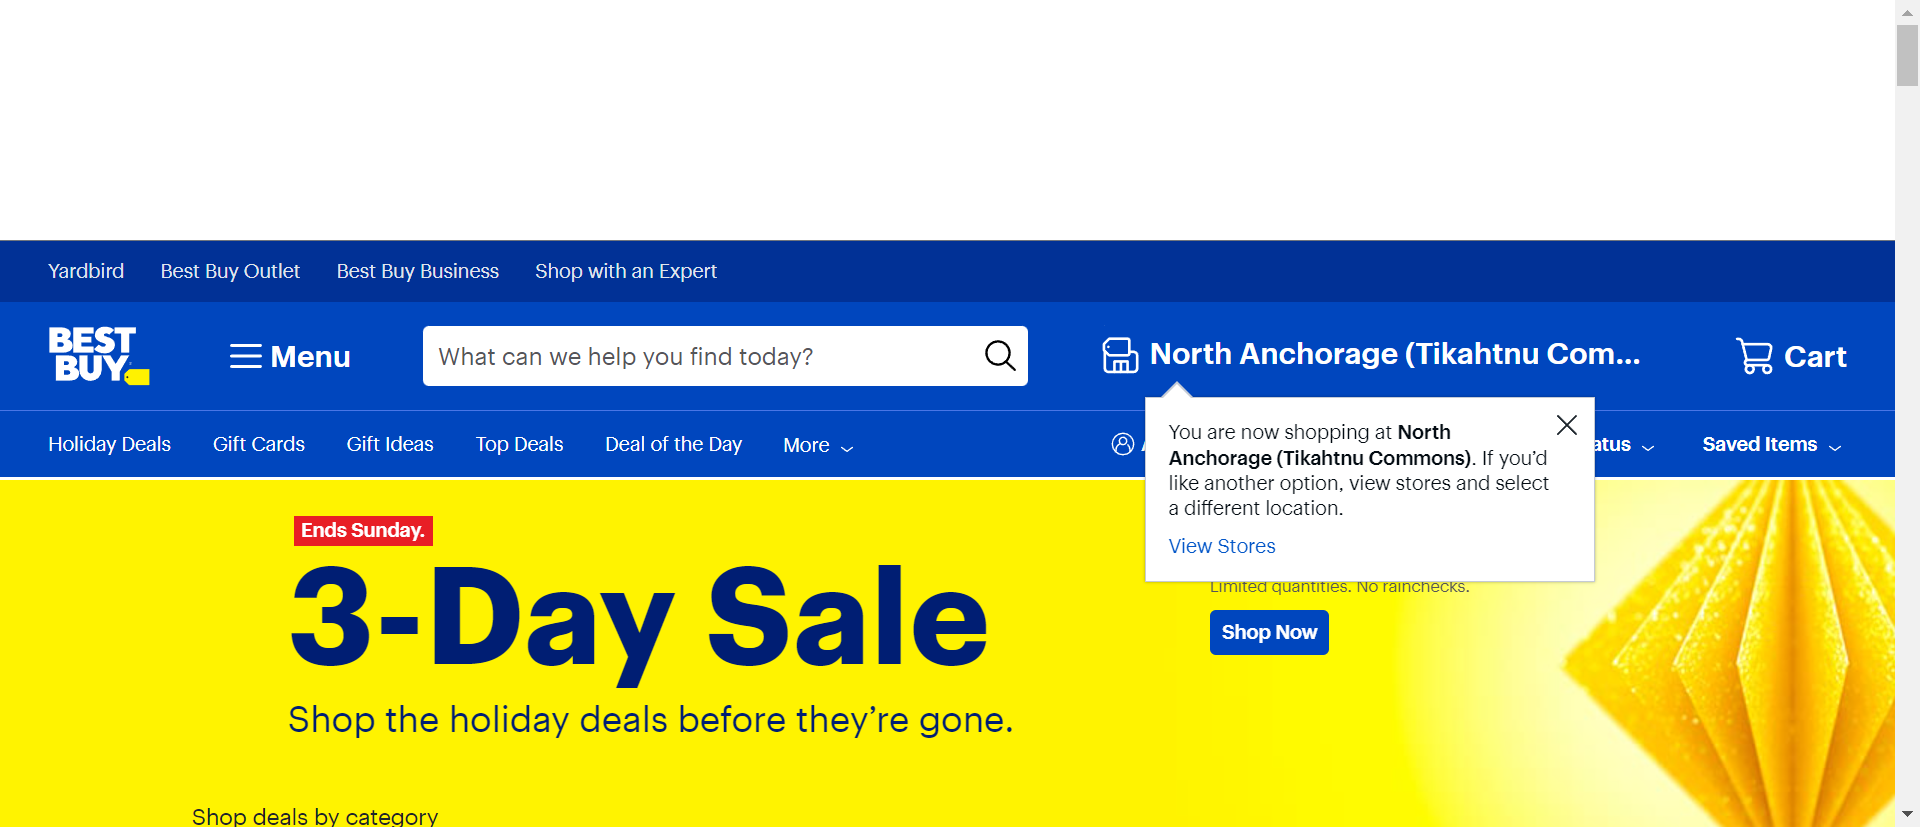 Yardbird Best Buy Outlet Best Buy Business Shop with an Expert
BEST
BUY
Menu
What can we help you find today?
North Anchorage (Tikahtnu Com...
Cart
Holiday Deals Gift Cards Gift Ideas Top Deals Deal of the Day More
Saved Items
You are now shopping at North
Anchorage (Tikahtnu Commons). If you’d
like another option, view stores and select
a different location.
View Stores
Ends Sunday.
3-Day Sale
Shop the holiday deals before they’re gone.
Limited quantities. No rainchecks.
Shop Now
Shop deals by category